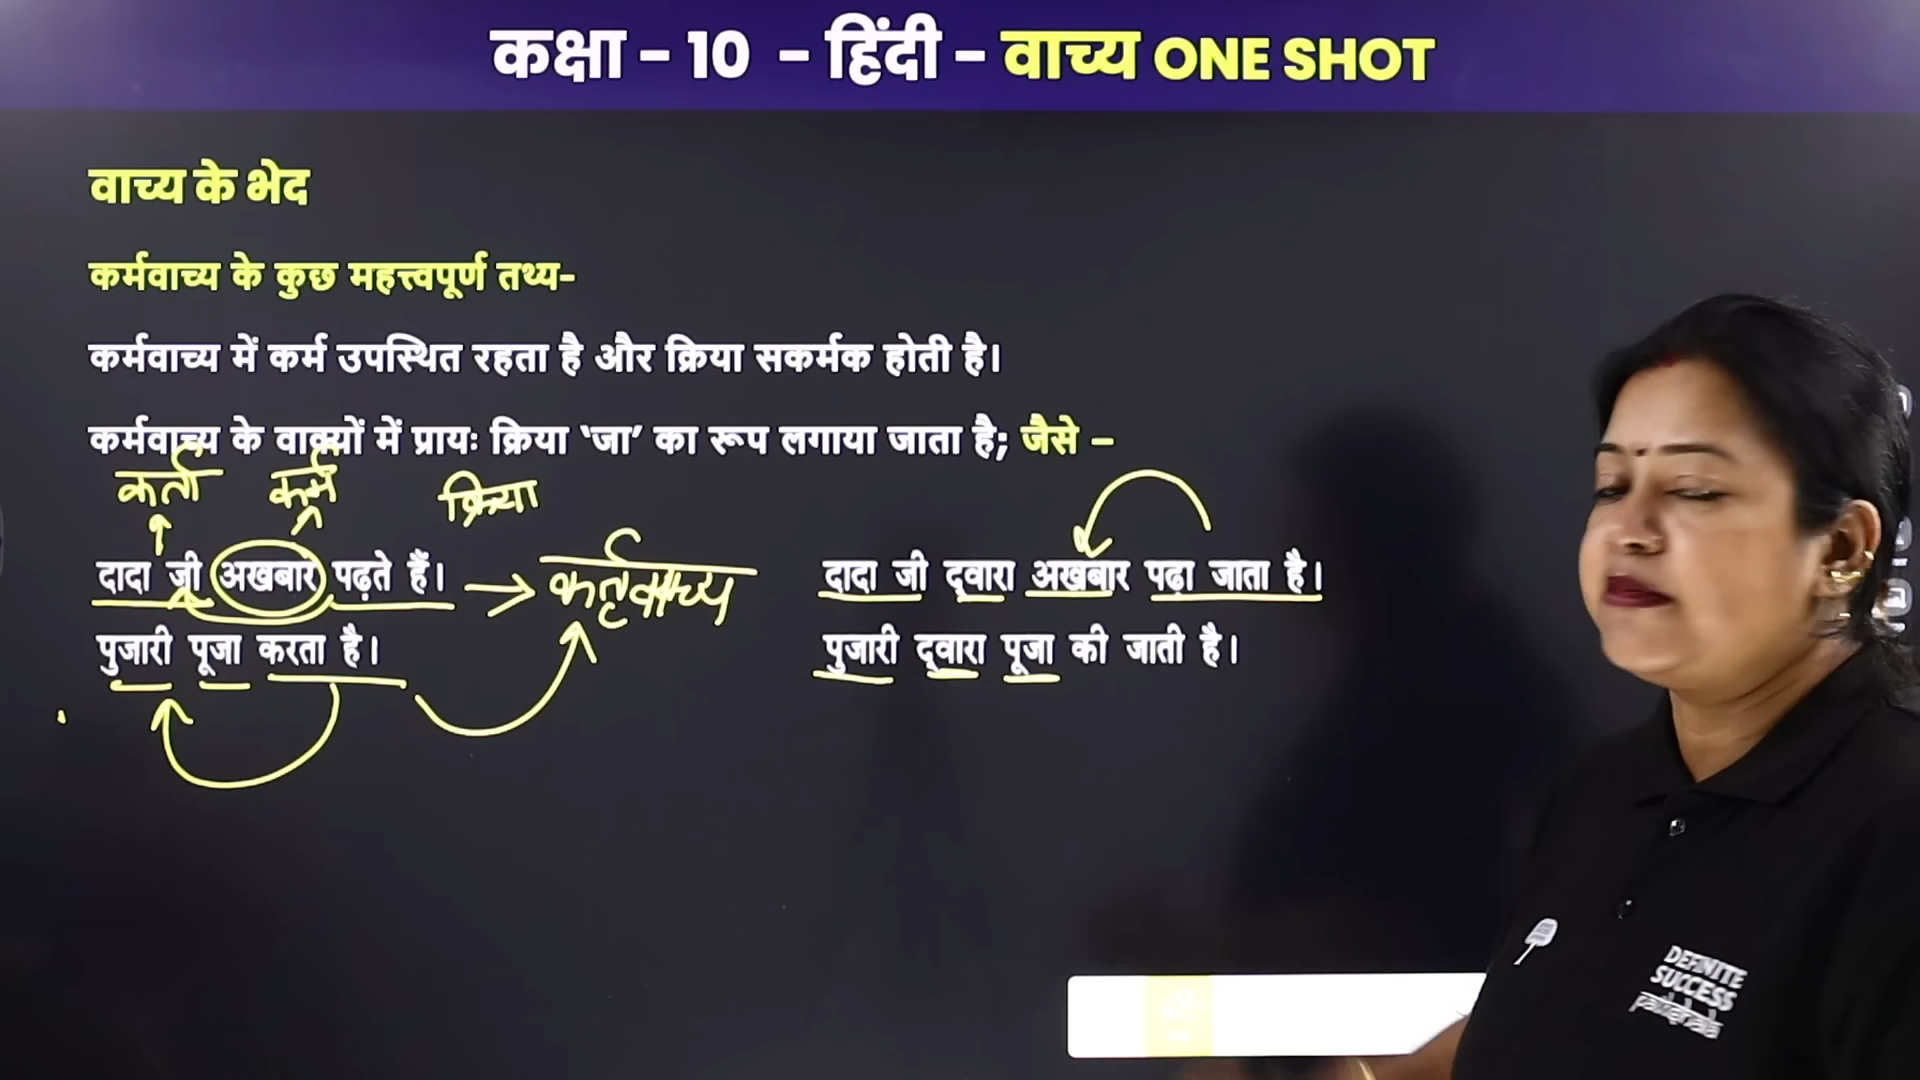 कक्षा - 10 - हिंदी - वाच्य ONE SHOT
वाच्य के भेद
कर्मवाच्य के कुछ महत्त्वपूर्ण तथ्य-
कर्मवाच्य में कर्म उपस्थित रहता है और क्रिया सकर्मक होती है।
कर्मवाच्य के वाक्यों में प्रायः क्रिया ‘जा’ का रूप लगाया जाता है; जैसे –
कर्ता कर्म क्रिया
दादा जी अखबार पढ़ते हैं। कर्तृवाच्य दादा जी द्वारा अखबार पढ़ा जाता है।
पुजारी पूजा करता है। पुजारी द्वारा पूजा की जाती है।
DEFINITE
SUCCESS